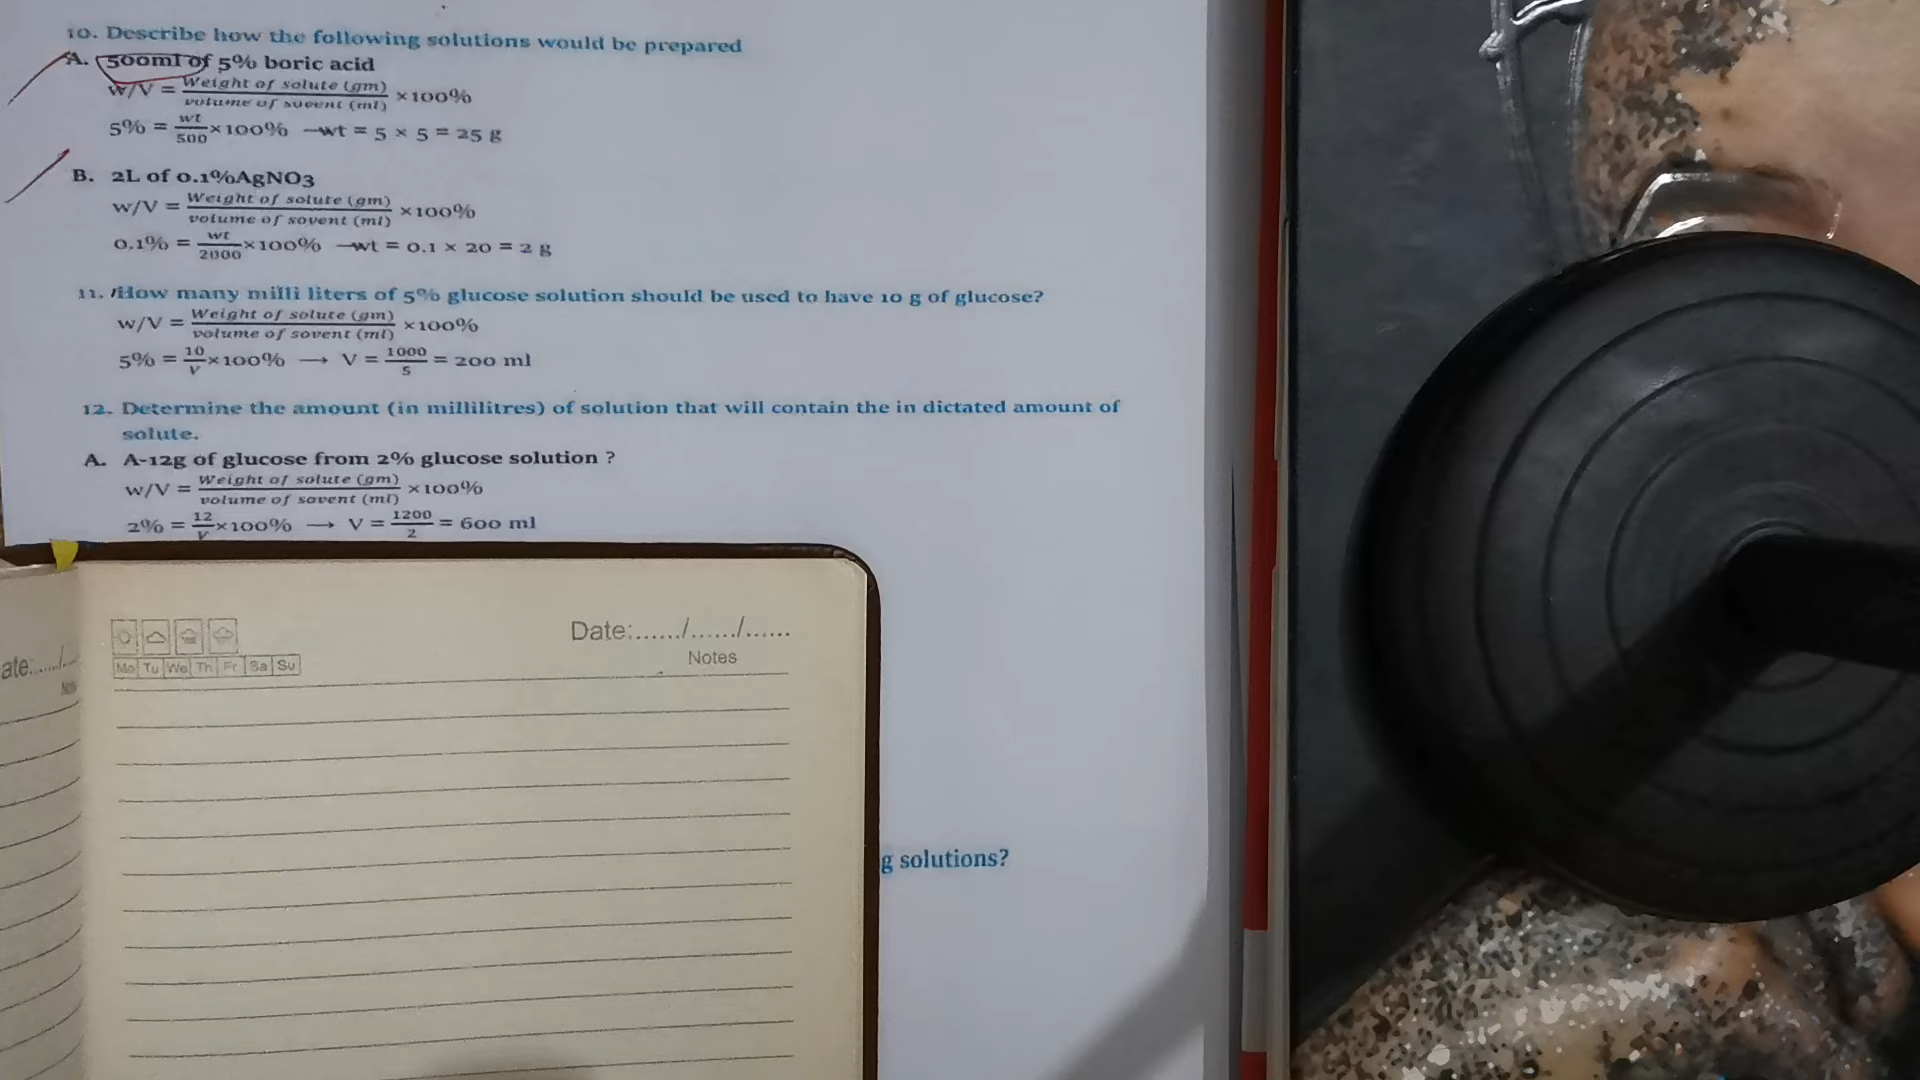 10. Describe how the following solutions would be prepared
A. 500ml of 5% boric acid
w/V = Weight of solute (gm) / volume of sovent (ml) ×100%
5% = wt/500 ×100% →wt = 5 × 5 = 25 g
B. 2L of 0.1%AgNO3
w/V = Weight of solute (gm) / volume of sovent (ml) ×100%
0.1% = wt/2000 ×100% →wt = 0.1 × 20 = 2 g
11. How many milli liters of 5% glucose solution should be used to have 10 g of glucose?
w/V = Weight of solute (gm) / volume of sovent (ml) ×100%
5% = 10/V ×100% → V = 1000/5 = 200 ml
12. Determine the amount (in millilitres) of solution that will contain the in dictated amount of
solute.
A. A-12g of glucose from 2% glucose solution ?
w/V = Weight of solute (gm) / volume of sovent (ml) ×100%
2% = 12/V ×100% → V = 1200/2 = 600 ml
Date:....../....../......
Notes
Mo Tu We Th Fr Sa Su
ate:...../....
g solutions?